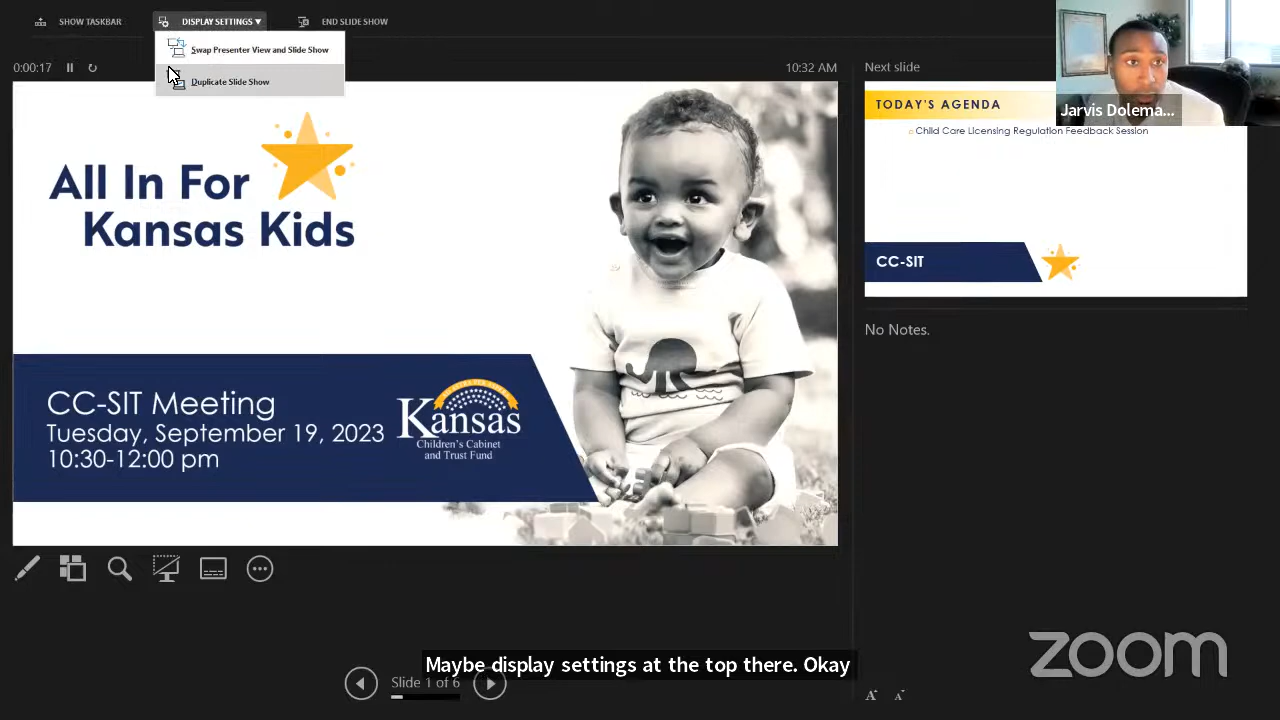 SHOW TASKBAR
DISPLAY SETTINGS ▾
END SLIDE SHOW
Swap Presenter View and Slide Show
Duplicate Slide Show
0:00:17
10:32 AM
All In For
Kansas Kids
CC-SIT Meeting
Tuesday, September 19, 2023
10:30-12:00 pm
Kansas
Children's Cabinet
and Trust Fund
Next slide
TODAY'S AGENDA
Child Care Licensing Regulation Feedback Session
CC-SIT
Jarvis Dolema...
No Notes.
Maybe display settings at the top there. Okay
Slide 1 of 6
zoom
A A